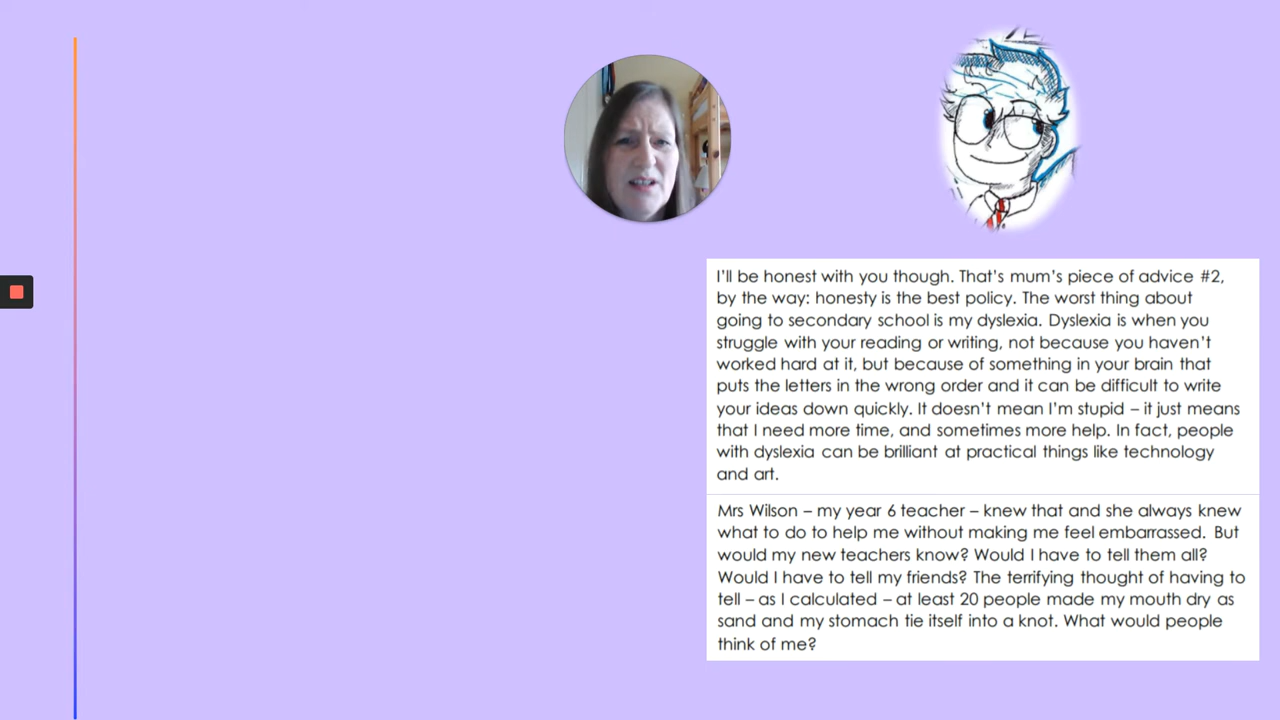 I'll be honest with you though. That's mum's piece of advice #2,
by the way: honesty is the best policy. The worst thing about
going to secondary school is my dyslexia. Dyslexia is when you
struggle with your reading or writing, not because you haven't
worked hard at it, but because of something in your brain that
puts the letters in the wrong order and it can be difficult to write
your ideas down quickly. It doesn't mean I'm stupid – it just means
that I need more time, and sometimes more help. In fact, people
with dyslexia can be brilliant at practical things like technology
and art.
Mrs Wilson – my year 6 teacher – knew that and she always knew
what to do to help me without making me feel embarrassed. But
would my new teachers know? Would I have to tell them all?
Would I have to tell my friends? The terrifying thought of having to
tell – as I calculated – at least 20 people made my mouth dry as
sand and my stomach tie itself into a knot. What would people
think of me?